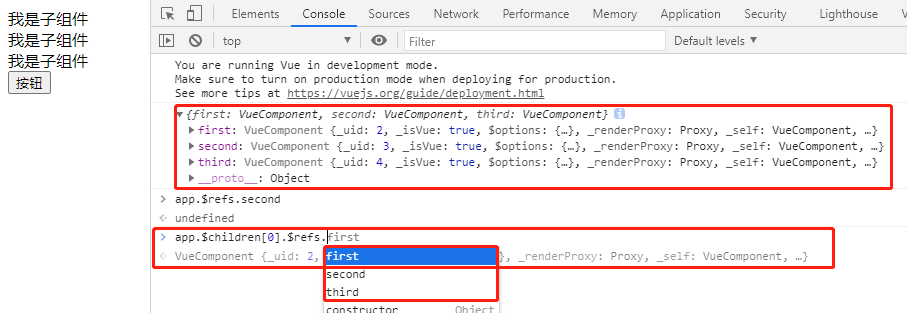 我是子组件
我是子组件
我是子组件
按钮
Elements Console Sources Network Performance Memory Application Security Lighthouse
top Filter Default levels
You are running Vue in development mode.
Make sure to turn on production mode when deploying for production.
See more tips at https://vuejs.org/guide/deployment.html
{first: VueComponent, second: VueComponent, third: VueComponent} i
first: VueComponent {_uid: 2, _isVue: true, $options: {…}, _renderProxy: Proxy, _self: VueComponent, …}
second: VueComponent {_uid: 3, _isVue: true, $options: {…}, _renderProxy: Proxy, _self: VueComponent, …}
third: VueComponent {_uid: 4, _isVue: true, $options: {…}, _renderProxy: Proxy, _self: VueComponent, …}
__proto__: Object
app.$refs.second
undefined
app.$children[0].$refs.first
VueComponent {_uid: 2, }, _renderProxy: Proxy, _self: VueComponent, …}
first
second
third
constructor Object